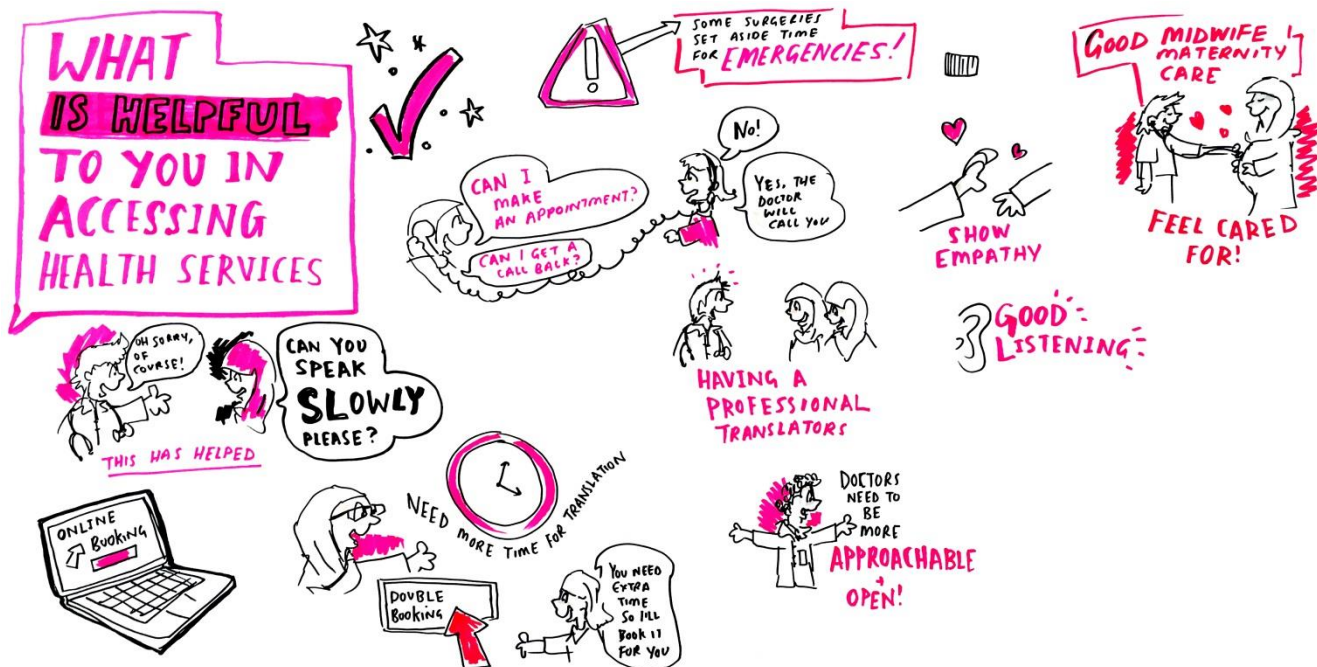 WHAT
IS HELPFUL
TO YOU IN
ACCESSING
HEALTH SERVICES
SOME SURGERIES
SET ASIDE TIME
FOR EMERGENCIES!
GOOD MIDWIFE
MATERNITY
CARE
FEEL CARED
FOR!
CAN I
MAKE
AN APPOINTMENT?
CAN I GET A
CALL BACK?
NO!
YES, THE
DOCTOR
WILL
CALL YOU
SHOW
EMPATHY
OH SORRY,
OF
COURSE!
CAN YOU
SPEAK
SLOWLY
PLEASE?
THIS HAS HELPED
HAVING A
PROFESSIONAL
TRANSLATORS
GOOD
LISTENING
ONLINE
BOOKING
NEED MORE TIME FOR TRANSLATION
DOUBLE
BOOKING
YOU NEED
EXTRA
TIME
SO I'LL
BOOK IT
FOR YOU
DOCTORS
NEED TO
BE
MORE
APPROACHABLE
+
OPEN!